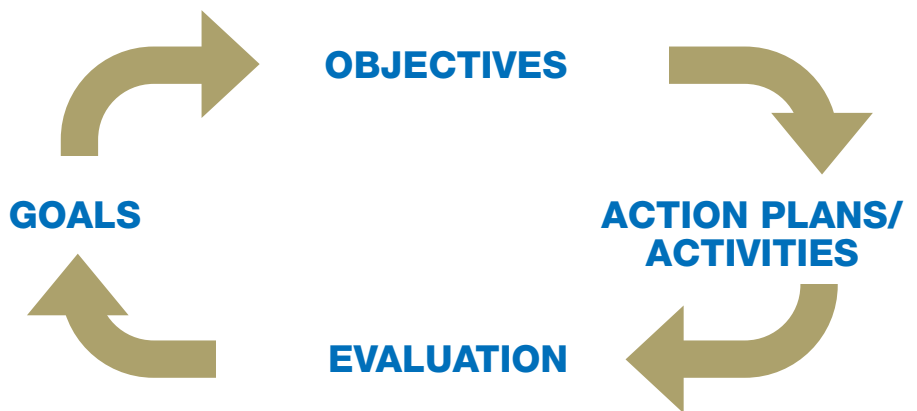 OBJECTIVES
GOALS
ACTION PLANS/
ACTIVITIES
EVALUATION